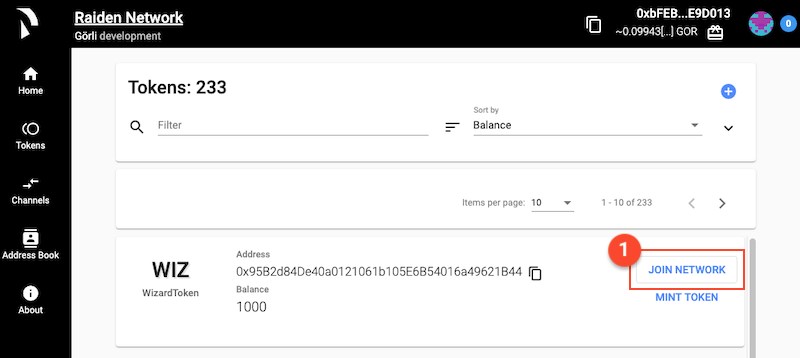 Raiden Network
Görli development
0xbFEB...E9D013
~0.09943[...] GOR
0
Home
Tokens
Channels
Address Book
About
Tokens: 233
Filter
Sort by
Balance
Items per page: 10
1 - 10 of 233
WIZ
WizardToken
Address
0x95B2d84De40a0121061b105E6B54016a49621B44
Balance
1000
1
JOIN NETWORK
MINT TOKEN